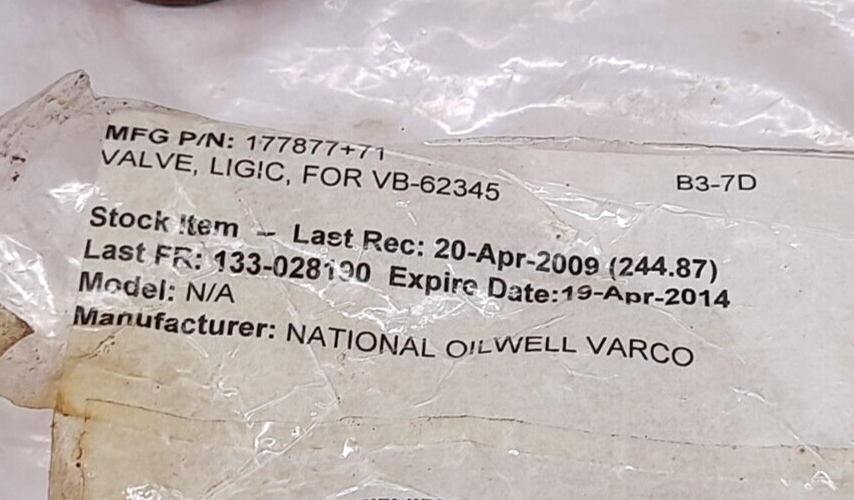 MFG P/N: 177877+71
VALVE, LIGIC, FOR VB-62345
B3-7D
Stock Item - Last Rec: 20-Apr-2009 (244.87)
Last FR: 133-028190 Expire Date:19-Apr-2014
Model: N/A
Manufacturer: NATIONAL OILWELL VARCO